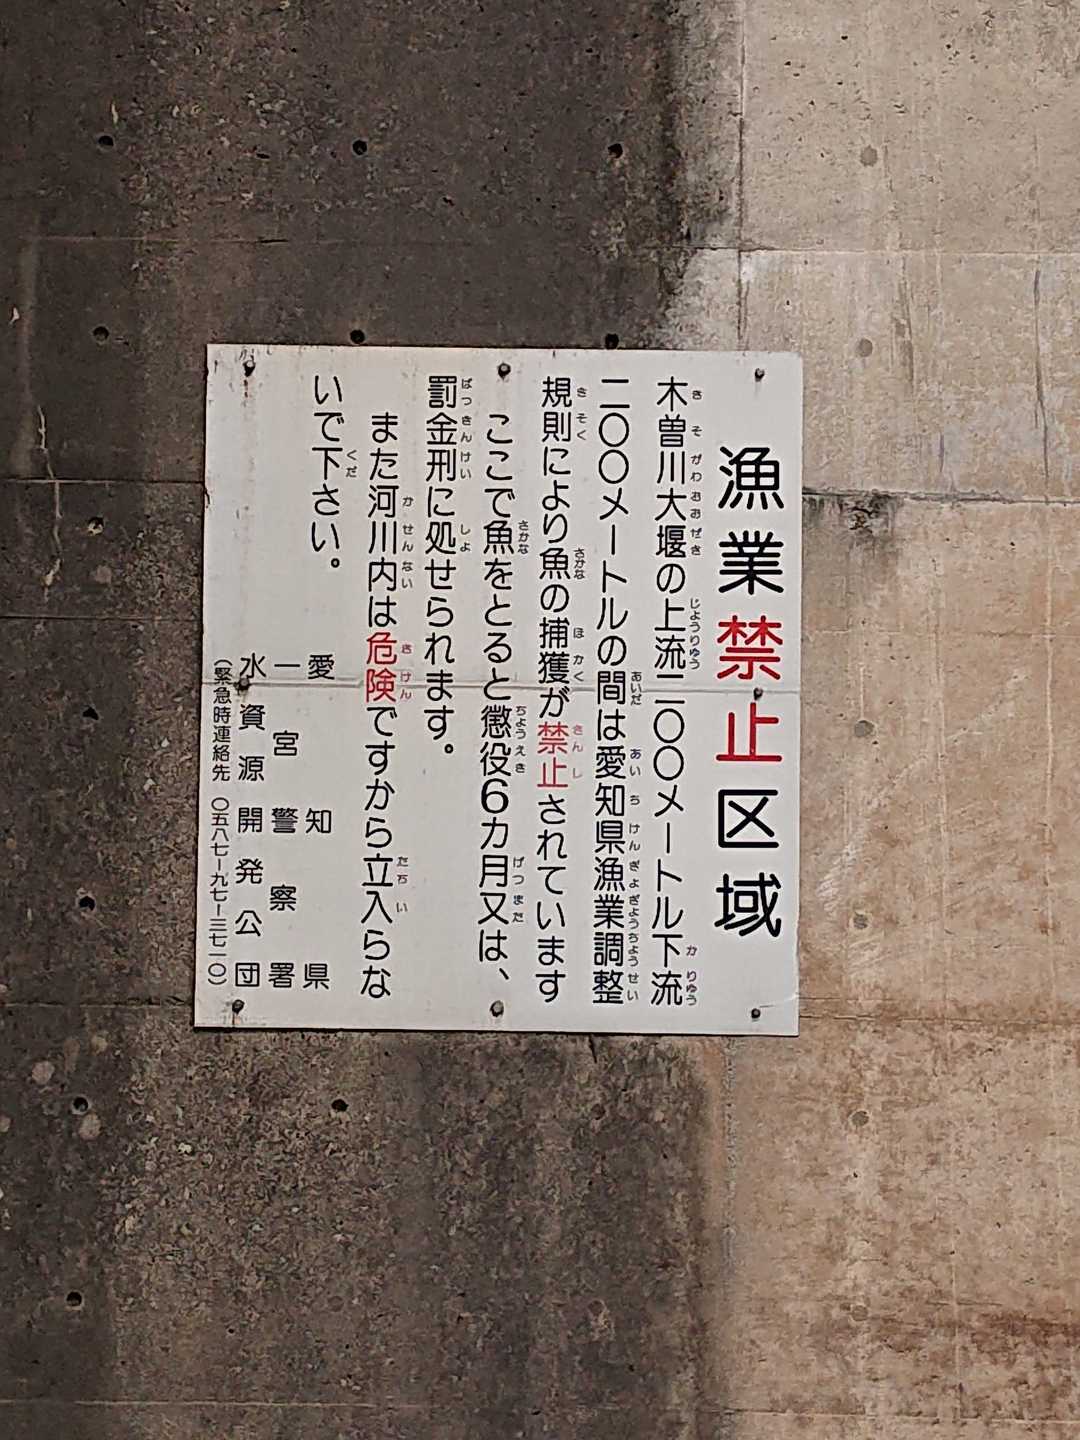 漁業禁止区域
木曽川大堰の上流二〇〇メートル下流
二〇〇メートルの間は愛知県漁業調整
規則により魚の捕獲が禁止されています
ここで魚をとると懲役6カ月又は、
罰金刑に処せられます。
また河川内は危険ですから立入らな
いで下さい。
愛知県
一宮警察署
水資源開発公団
(緊急時連絡先 〇五八七ー九七ー三七一〇)